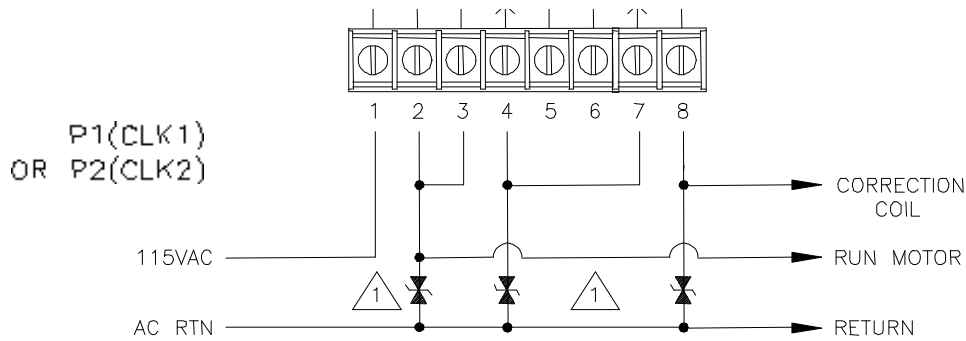 1 2 3 4 5 6 7 8
P1(CLK1)
OR P2(CLK2)
CORRECTION
COIL
115VAC
RUN MOTOR
1
1
AC RTN
RETURN